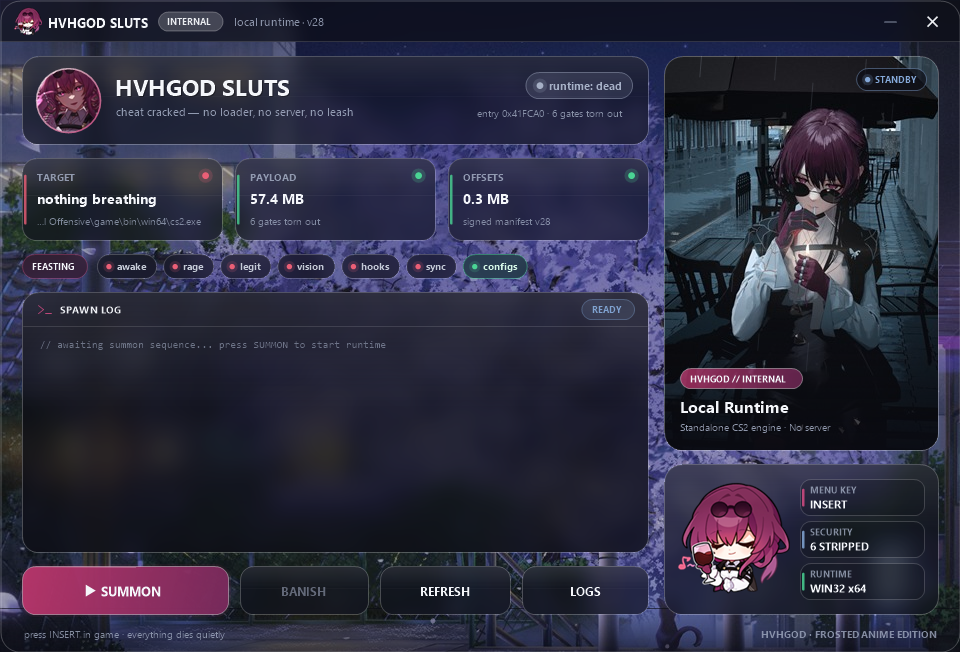 HVHGOD SLUTS INTERNAL local runtime · v28
HVHGOD SLUTS
cheat cracked — no loader, no server, no leash
runtime: dead
entry 0x41FCA0 · 6 gates torn out
TARGET
nothing breathing
...l Offensive\game\bin\win64\cs2.exe
PAYLOAD
57.4 MB
6 gates torn out
OFFSETS
0.3 MB
signed manifest v28
FEASTING awake rage legit vision hooks sync configs
>_ SPAWN LOG READY
// awaiting summon sequence... press SUMMON to start runtime
STANDBY
HVHGOD // INTERNAL
Local Runtime
Standalone CS2 engine · No server
MENU KEY
INSERT
SECURITY
6 STRIPPED
RUNTIME
WIN32 x64
▶ SUMMON BANISH REFRESH LOGS
press INSERT in game · everything dies quietly
HVHGOD · FROSTED ANIME EDITION